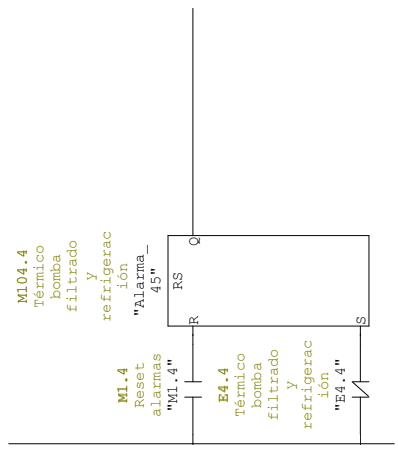 M104.4
Térmico
bomba
filtrado
y
refrigerac
ión
"Alarma_
45"
RS
Q
R
S
M1.4
Reset
alarmas
"M1.4"
E4.4
Térmico
bomba
filtrado
y
refrigerac
ión
"E4.4"